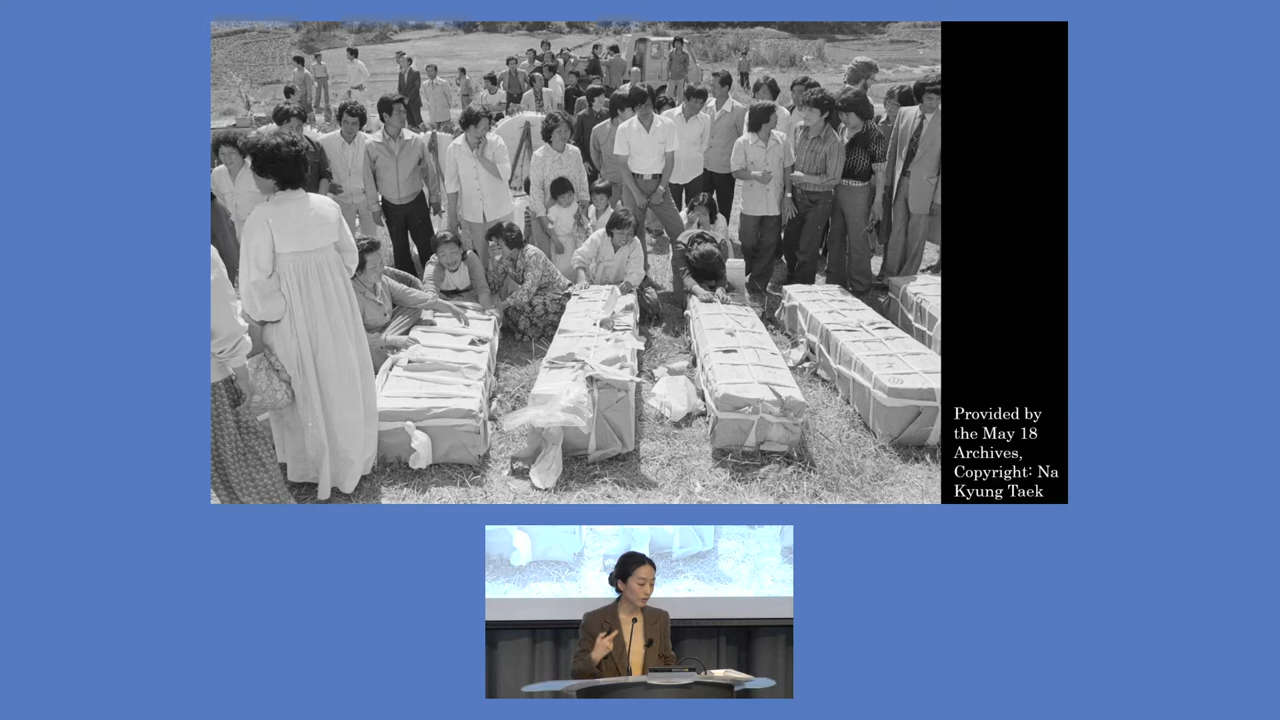 Provided by
the May 18
Archives,
Copyright: Na
Kyung Taek